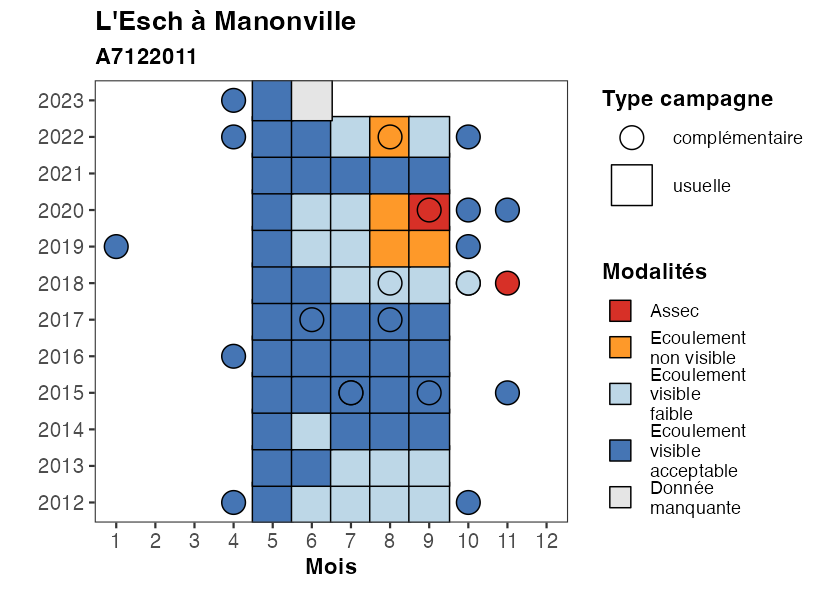 L'Esch à Manonville
A7122011
2023
2022
2021
2020
2019
2018
2017
2016
2015
2014
2013
2012
1 2 3 4 5 6 7 8 9 10 11 12
Mois
Type campagne
complémentaire
usuelle
Modalités
Assec
Ecoulement
non visible
Ecoulement
visible
faible
Ecoulement
visible
acceptable
Donnée
manquante